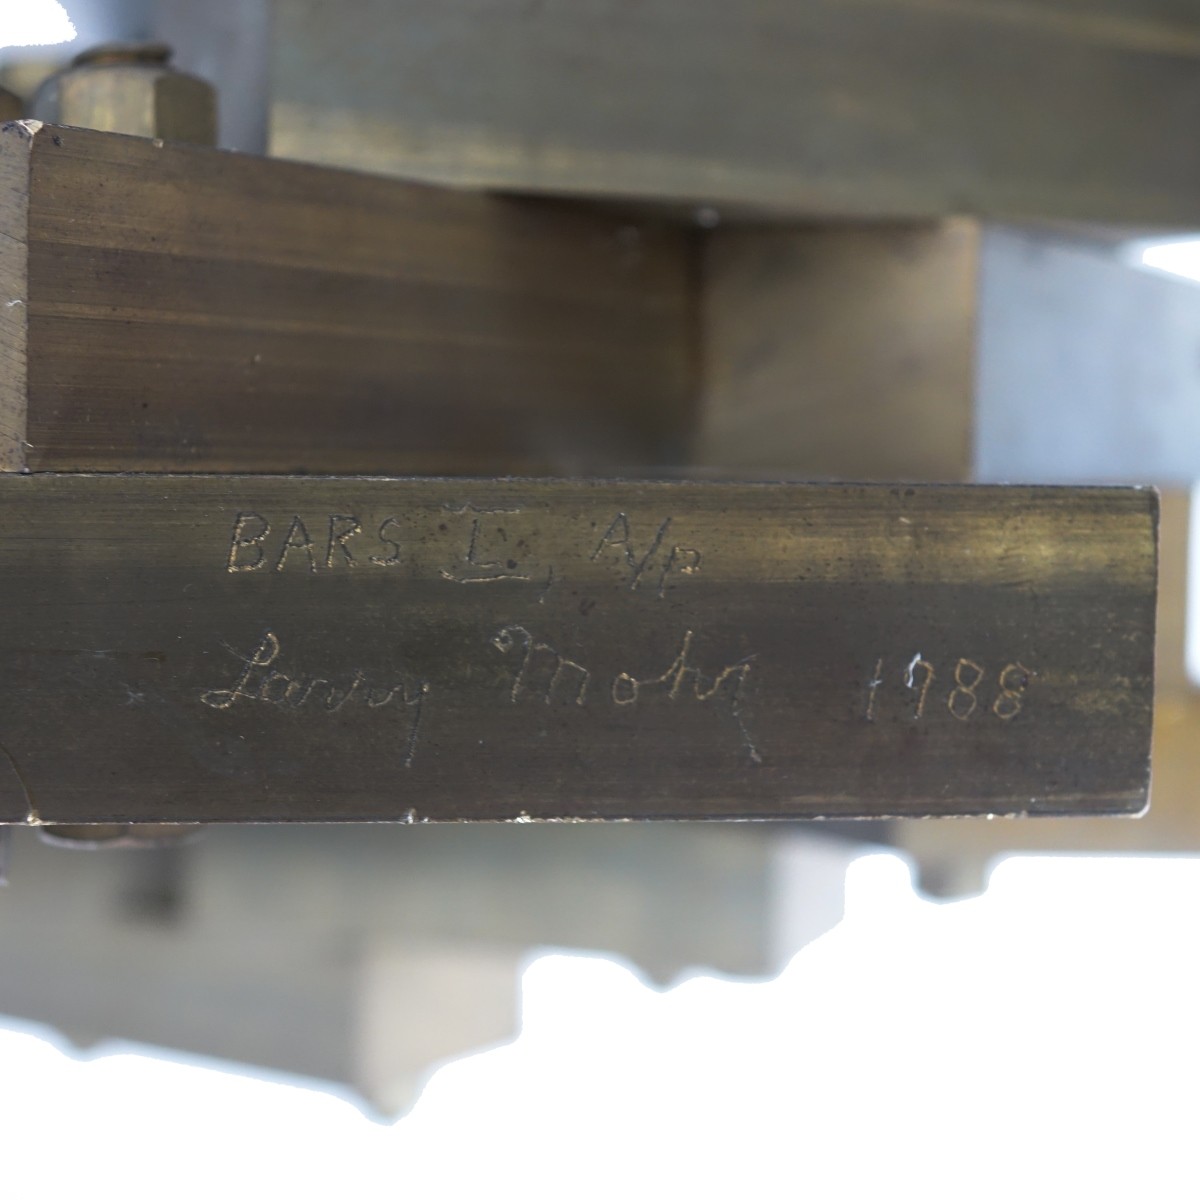 BARS I, A/P
Larry Mohr 1988